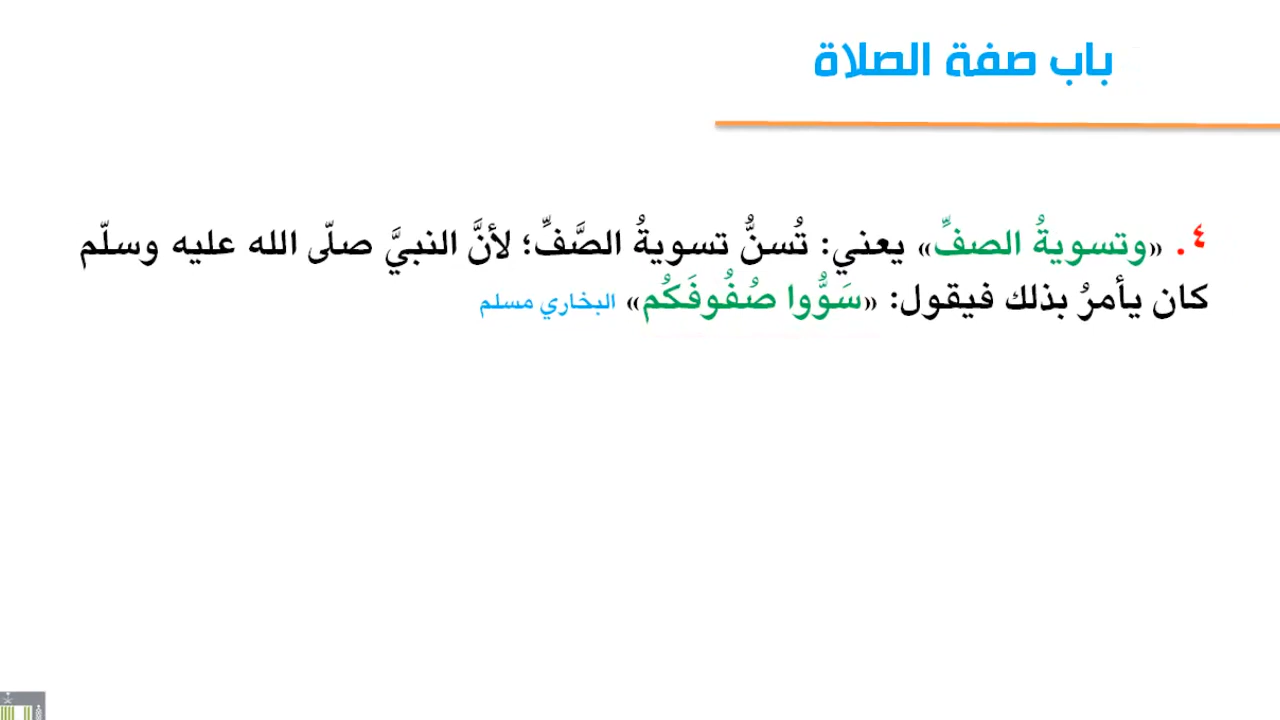 باب صفة الصلاة
٤. «وتسويةُ الصفِّ» يعني: تُسنُّ تسويةُ الصَّفِّ؛ لأنَّ النبيَّ صلّى الله عليه وسلّم
كان يأمرُ بذلك فيقول: «سَوُّوا صُفُوفَكُم» البخاري مسلم